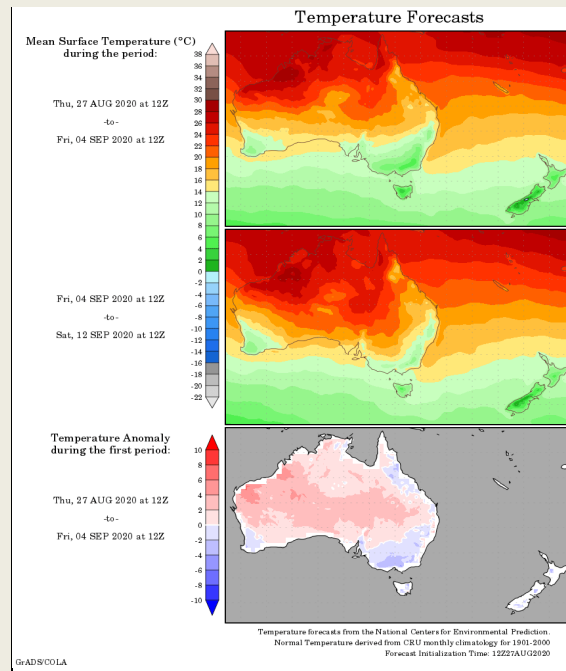 Temperature Forecasts
Mean Surface Temperature (°C)
during the period:
Thu, 27 AUG 2020 at 12Z
-to-
Fri, 04 SEP 2020 at 12Z
38
36
34
32
30
28
26
24
22
20
18
16
14
12
10
8
6
4
2
0
-2
-4
-6
-8
-10
-12
-14
-16
-18
-20
-22
Fri, 04 SEP 2020 at 12Z
-to-
Sat, 12 SEP 2020 at 12Z
Temperature Anomaly
during the first period:
Thu, 27 AUG 2020 at 12Z
-to-
Fri, 04 SEP 2020 at 12Z
10
8
6
4
2
0
-2
-4
-6
-8
-10
Temperature forecasts from the National Centers for Environmental Prediction.
Normal Temperature derived from CRU monthly climatology for 1901-2000
Forecast Initialization Time: 12Z27AUG2020
GrADS/COLA